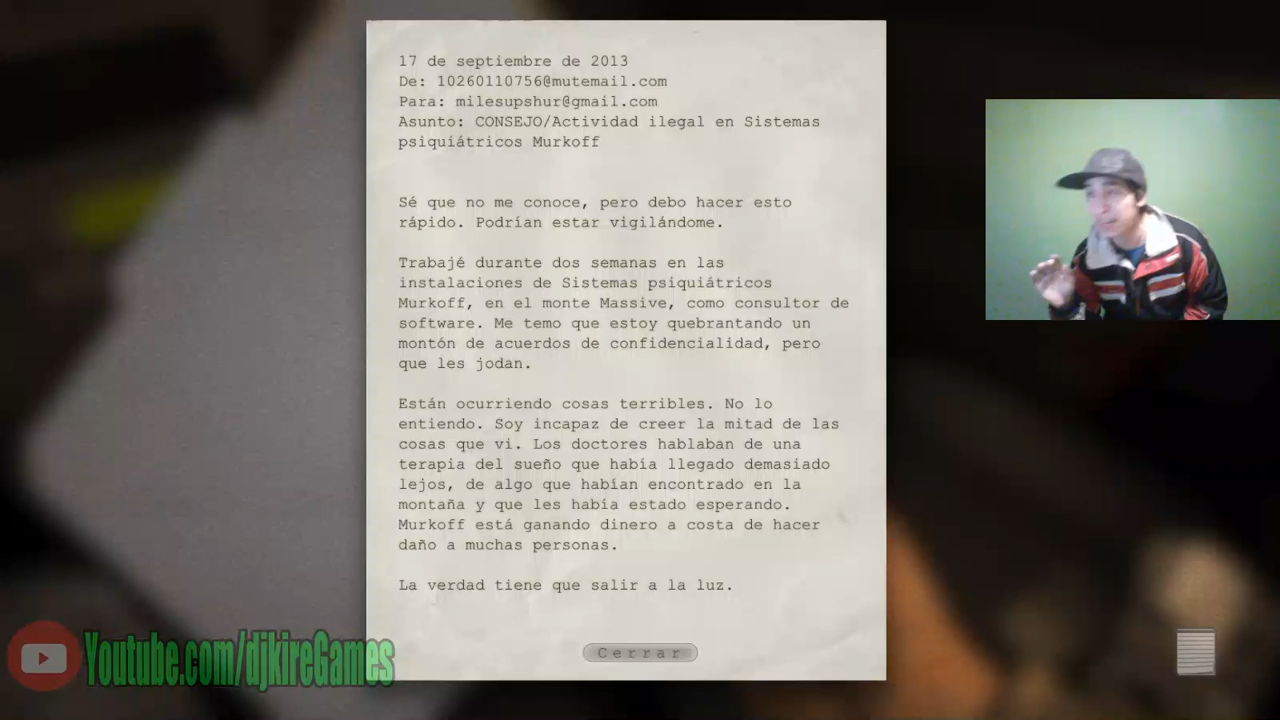 17 de septiembre de 2013
De: 10260110756@mutemail.com
Para: milesupshur@gmail.com
Asunto: CONSEJO/Actividad ilegal en Sistemas
psiquiátricos Murkoff
Sé que no me conoce, pero debo hacer esto
rápido. Podrían estar vigilándome.
Trabajé durante dos semanas en las
instalaciones de Sistemas psiquiátricos
Murkoff, en el monte Massive, como consultor de
software. Me temo que estoy quebrantando un
montón de acuerdos de confidencialidad, pero
que les jodan.
Están ocurriendo cosas terribles. No lo
entiendo. Soy incapaz de creer la mitad de las
cosas que vi. Los doctores hablaban de una
terapia del sueño que había llegado demasiado
lejos, de algo que habían encontrado en la
montaña y que les había estado esperando.
Murkoff está ganando dinero a costa de hacer
daño a muchas personas.
La verdad tiene que salir a la luz.
Cerrar
Youtube.com/djkireGames